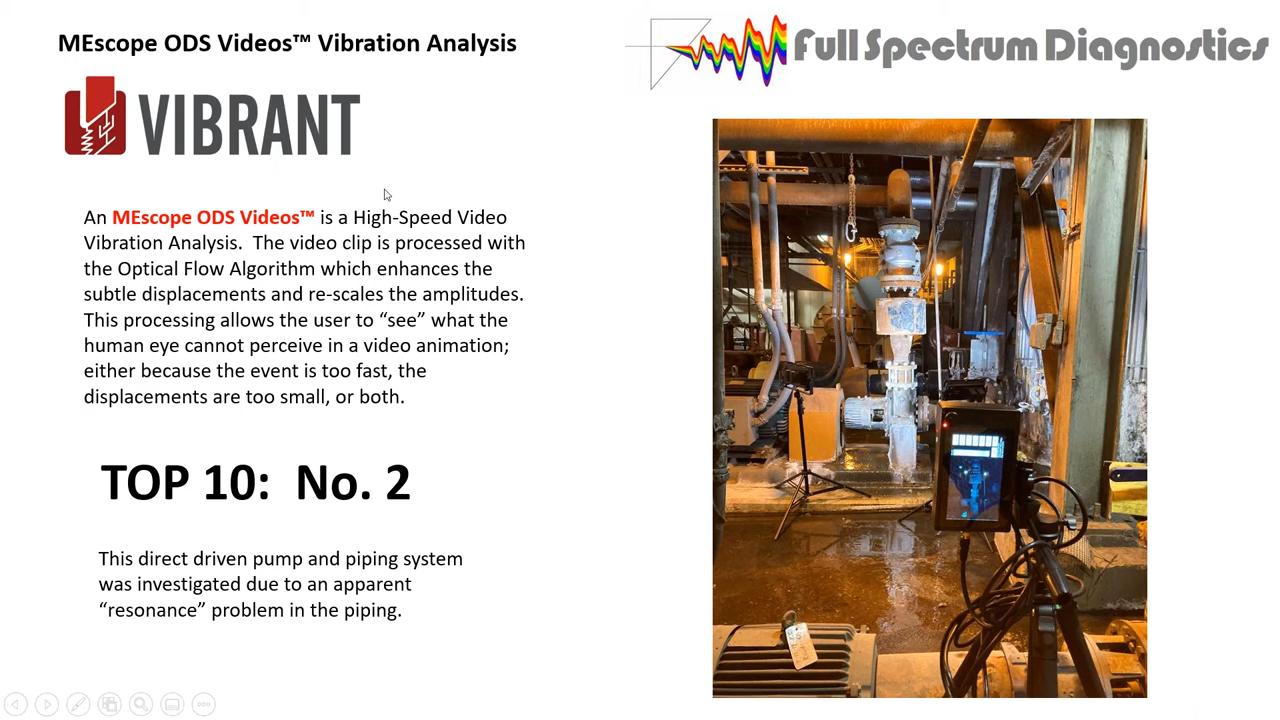 MEscope ODS Videos™ Vibration Analysis
Full Spectrum Diagnostics
VIBRANT
An MEscope ODS Videos™ is a High-Speed Video
Vibration Analysis.  The video clip is processed with
the Optical Flow Algorithm which enhances the
subtle displacements and re-scales the amplitudes.
This processing allows the user to “see” what the
human eye cannot perceive in a video animation;
either because the event is too fast, the
displacements are too small, or both.
TOP 10:  No. 2
This direct driven pump and piping system
was investigated due to an apparent
“resonance” problem in the piping.